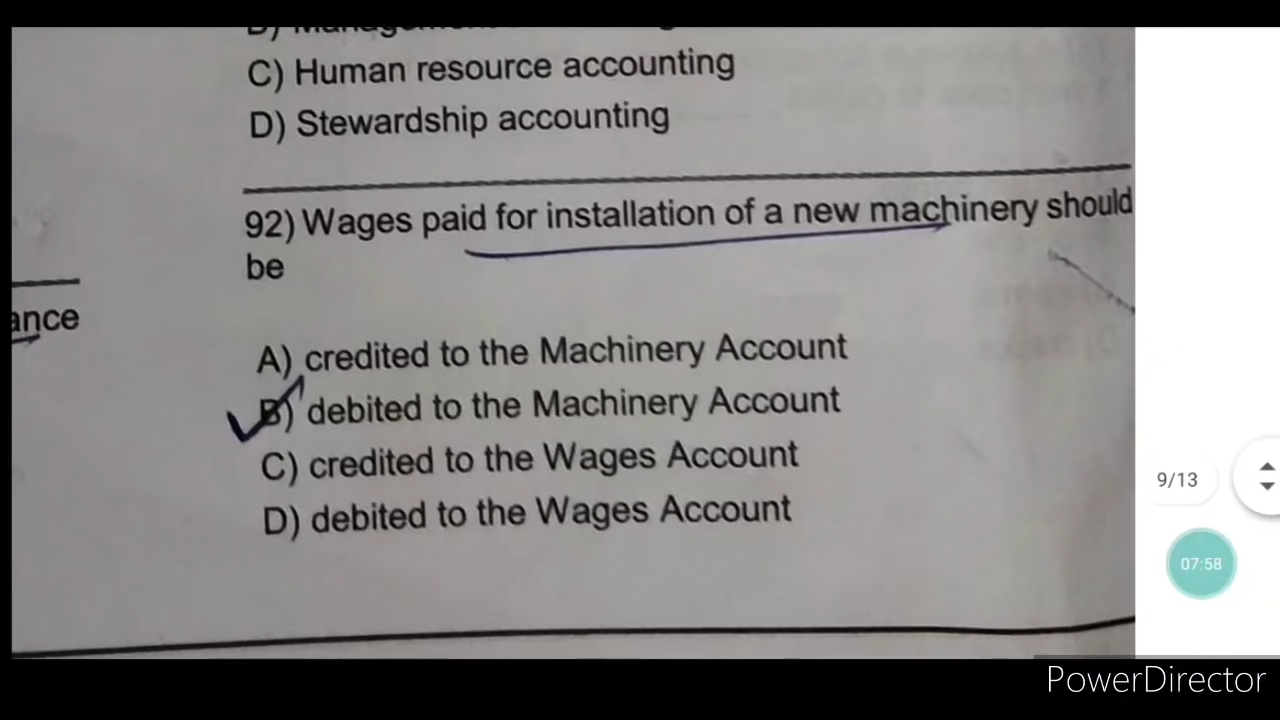 C) Human resource accounting
D) Stewardship accounting
ance
92) Wages paid for installation of a new machinery should
be
A) credited to the Machinery Account
B) debited to the Machinery Account
C) credited to the Wages Account
D) debited to the Wages Account
9/13
07:58
PowerDirector